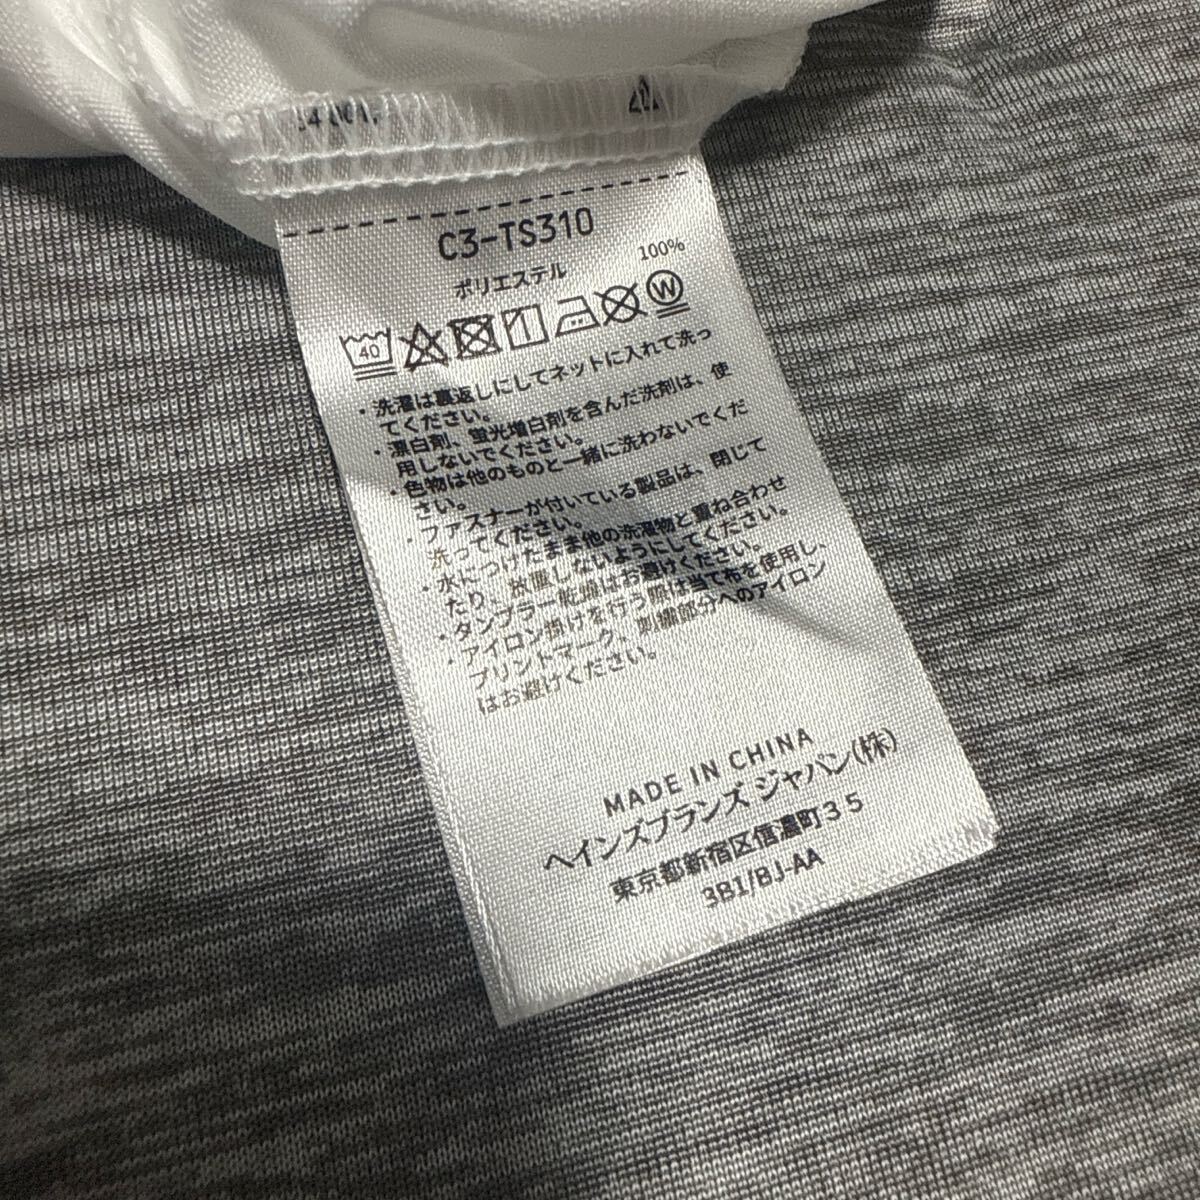 C3-TS310
ポリエステル 100%
40 W
・洗濯は裏返しにしてネットに入れて洗っ
てください。
・漂白剤、蛍光増白剤を含んだ洗剤は、使
用しないでください。
・色物は他のものと一緒に洗わないでくだ
さい。
・ファスナーが付いている製品は、閉じて
洗ってください。
・水につけたまま他の洗濯物と重ね合わせ
たり、放置しないようにしてください。
・タンブラー乾燥はお避けください。
・アイロン掛けを行う際は当て布を使用し、
プリントマーク、刺繍部分へのアイロン
はお避けください。
MADE IN CHINA
ヘインズブランズ ジャパン(株)
東京都新宿区信濃町35
3B1/BJ-AA